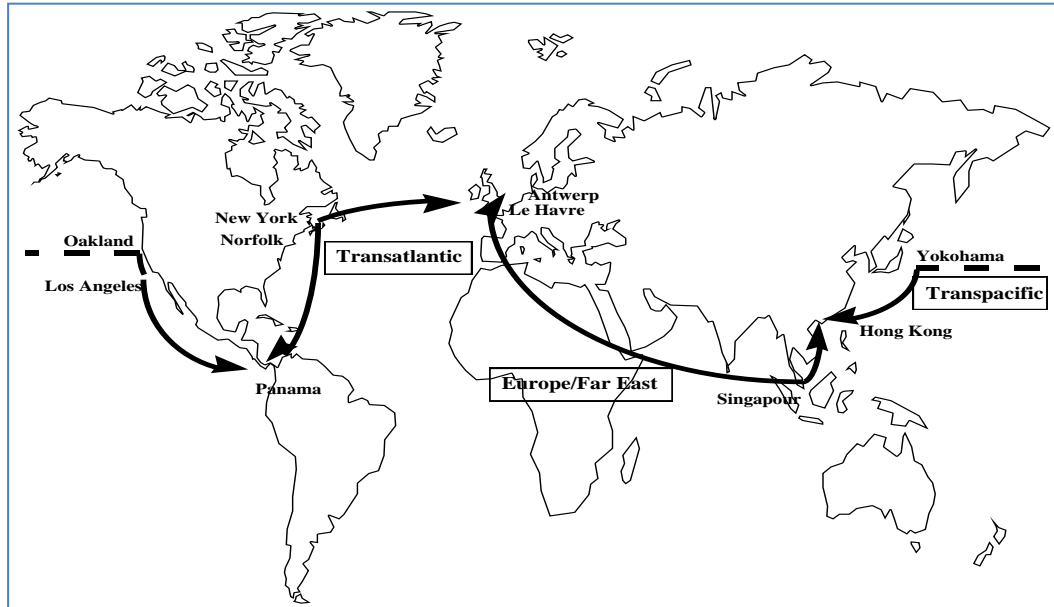 Antwerp
Le Havre
New York
Norfolk
Oakland
Transatlantic
Yokohama
Los Angeles
Transpacific
Hong Kong
Europe/Far East
Panama
Singapour